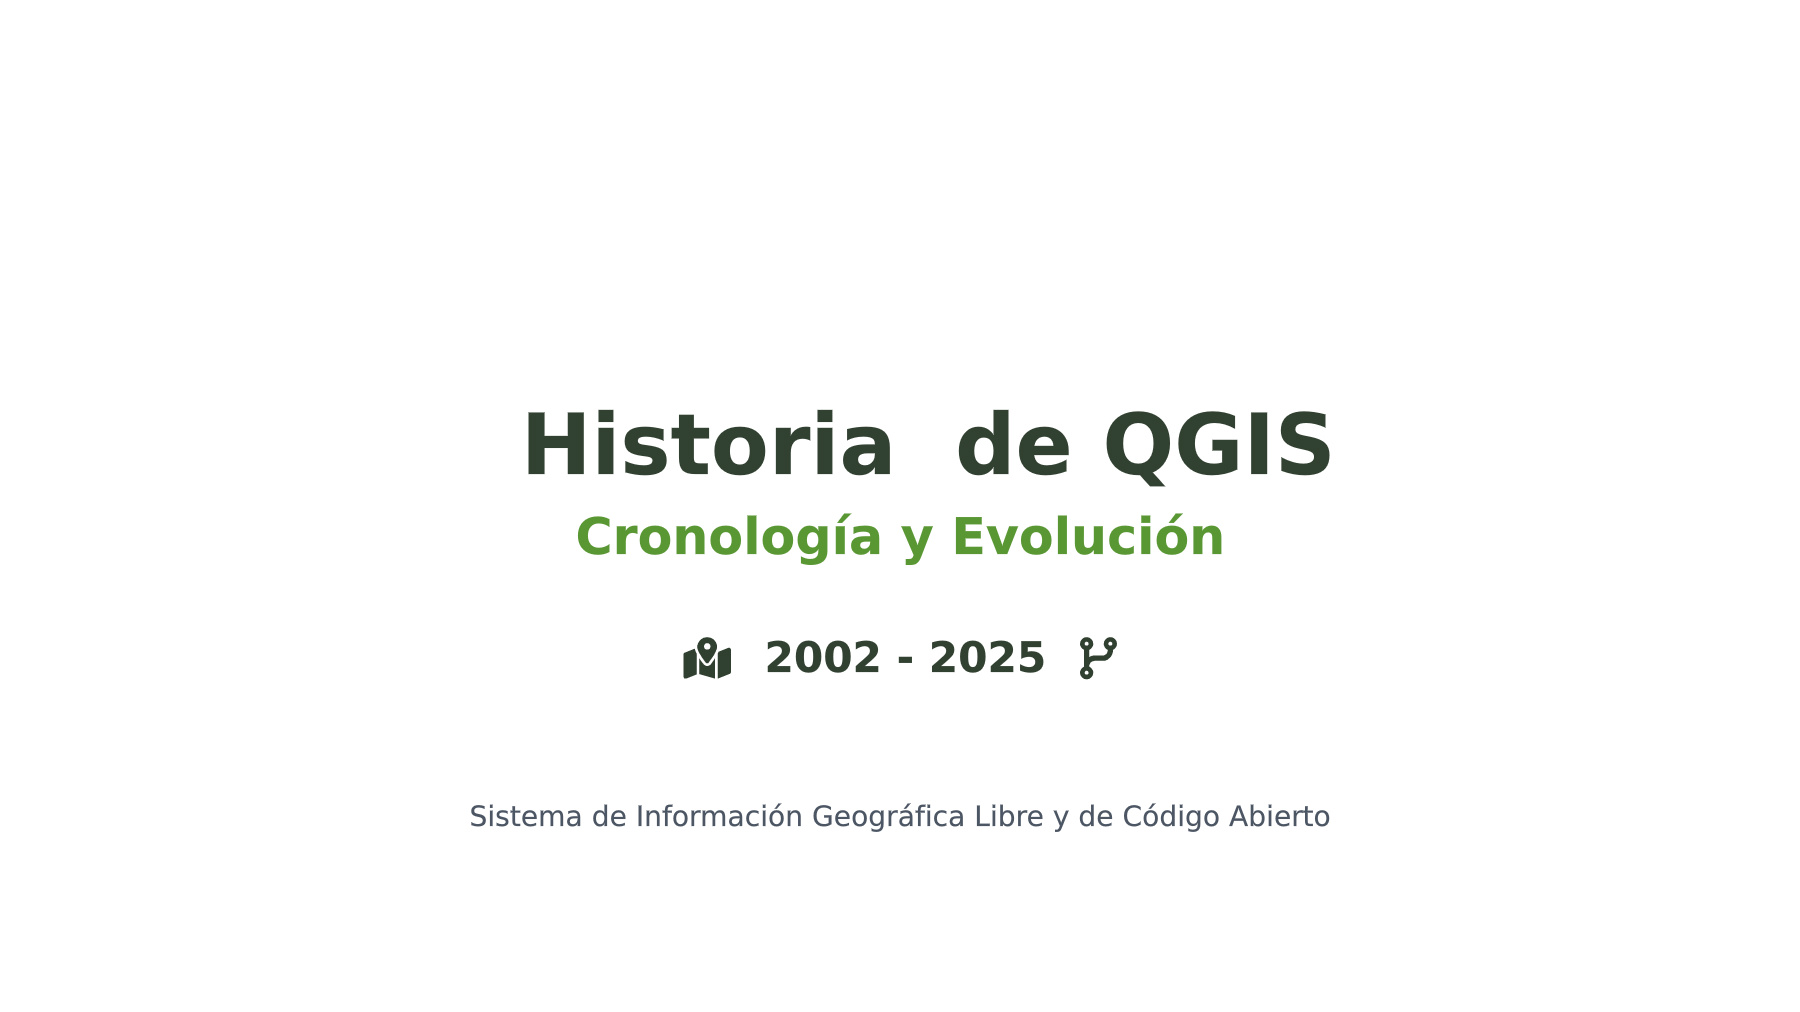 Historia  de QGIS
Cronología y Evolución
2002 - 2025
Sistema de Información Geográfica Libre y de Código Abierto